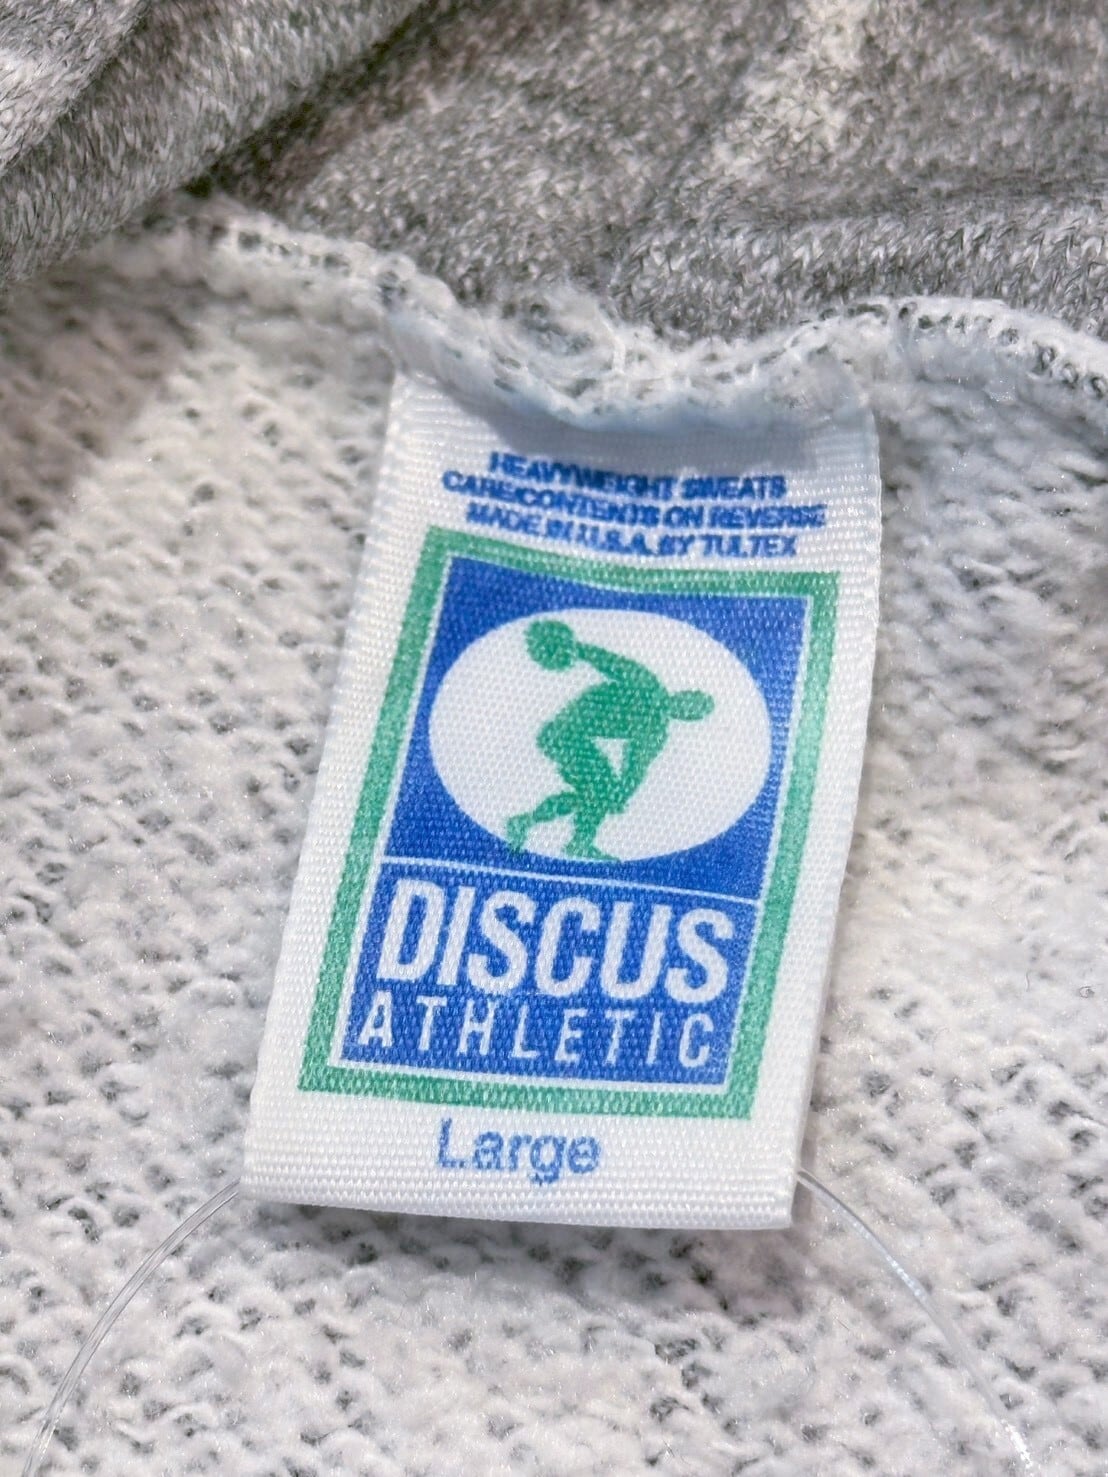 HEAVYWEIGHT SWEATS
CARE/CONTENTS ON REVERSE
MADE IN U.S.A. BY TULTEX
DISCUS
ATHLETIC
Large